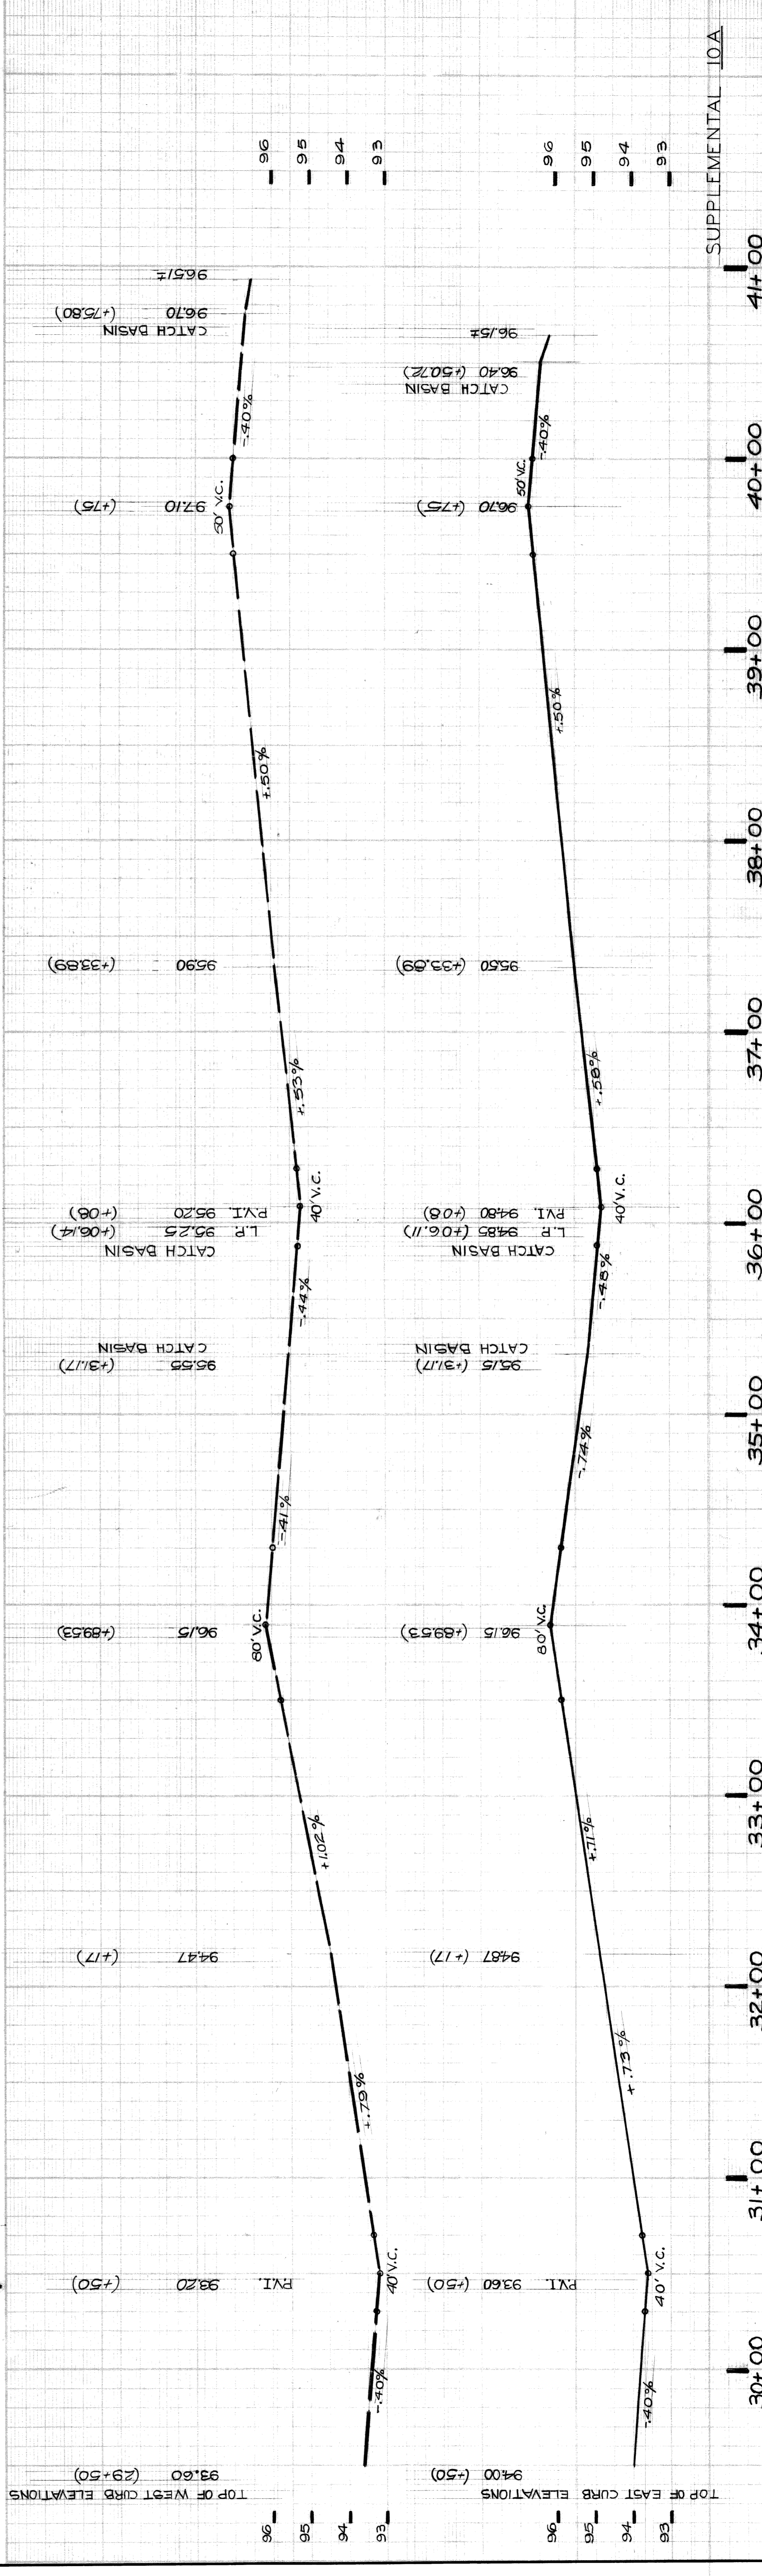 SUPPLEMENTAL 10A
TOP OF WEST CURB ELEVATIONS
93.60 (29+50)
93.20 (+50)
P.V.I.
94.47 (+17)
96.15 (+89.53)
95.55 (+31.17)
CATCH BASIN
CATCH BASIN
L.P. 95.25 (+06.14)
P.V.I. 95.20 (+08)
95.90 (+33.89)
97.10 (+75)
CATCH BASIN
96.70 (+75.80)
96.51±
96
95
94
93
-.40%
40' V.C.
+.79%
+1.02%
80' V.C.
-.41%
-.44%
40' V.C.
+.53%
+.50%
50' V.C.
-.40%
96
95
94
93
TOP OF EAST CURB ELEVATIONS
94.00 (+50)
P.V.I. 93.60 (+50)
94.87 (+17)
96.15 (+89.53)
95.15 (+31.17)
CATCH BASIN
CATCH BASIN
L.P. 94.85 (+06.11)
P.V.I. 94.80 (+08)
95.50 (+33.89)
96.70 (+75)
CATCH BASIN
96.40 (+50.72)
96.15±
96
95
94
93
-.40%
40' V.C.
+.73%
+.71%
80' V.C.
-.74%
-.48%
40' V.C.
+.58%
+.50%
50' V.C.
-.40%
96
95
94
93
30+00
31+00
32+00
33+00
34+00
35+00
36+00
37+00
38+00
39+00
40+00
41+00